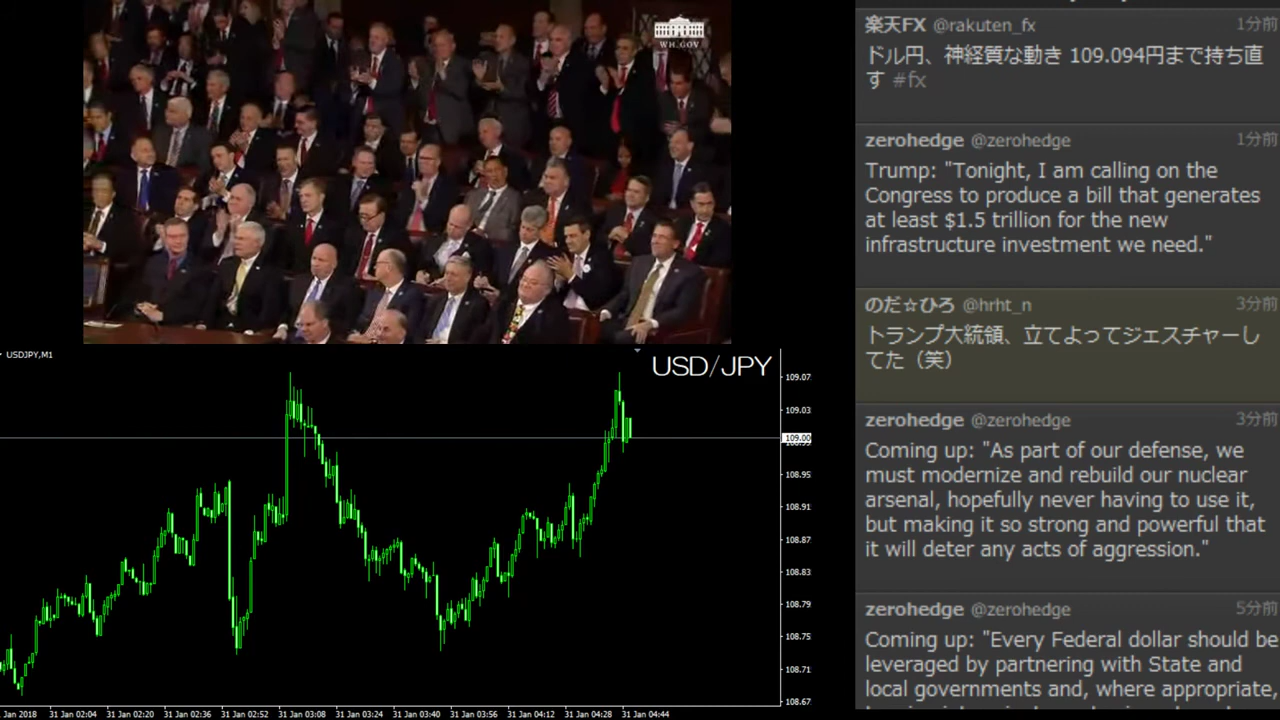 WH.GOV
USDJPY,M1
USD/JPY
109.07
109.03
109.00
108.95
108.91
108.87
108.83
108.79
108.75
108.71
108.67
Jan 2018
31 Jan 02:04
31 Jan 02:20
31 Jan 02:36
31 Jan 02:52
31 Jan 03:08
31 Jan 03:24
31 Jan 03:40
31 Jan 03:56
31 Jan 04:12
31 Jan 04:28
31 Jan 04:44
楽天FX @rakuten_fx 1分前
ドル円、神経質な動き 109.094円まで持ち直
す #fx
zerohedge @zerohedge 1分前
Trump: "Tonight, I am calling on the
Congress to produce a bill that generates
at least $1.5 trillion for the new
infrastructure investment we need."
のだ☆ひろ @hrht_n 3分前
トランプ大統領、立てよってジェスチャーし
てた（笑）
zerohedge @zerohedge 3分前
Coming up: "As part of our defense, we
must modernize and rebuild our nuclear
arsenal, hopefully never having to use it,
but making it so strong and powerful that
it will deter any acts of aggression."
zerohedge @zerohedge 5分前
Coming up: "Every Federal dollar should be
leveraged by partnering with State and
local governments and, where appropriate,